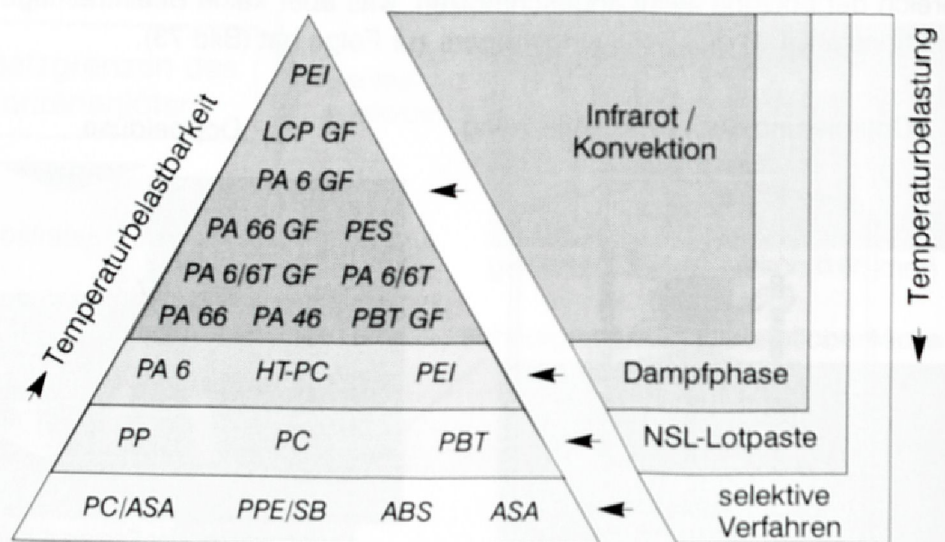 PEI
LCP GF
PA 6 GF
PA 66 GF PES
PA 6/6T GF PA 6/6T
PA 66 PA 46 PBT GF
PA 6 HT-PC PEI
PP PC PBT
PC/ASA PPE/SB ABS ASA
Temperaturbelastbarkeit
Infrarot /
Konvektion
Dampfphase
NSL-Lotpaste
selektive
Verfahren
Temperaturbelastung